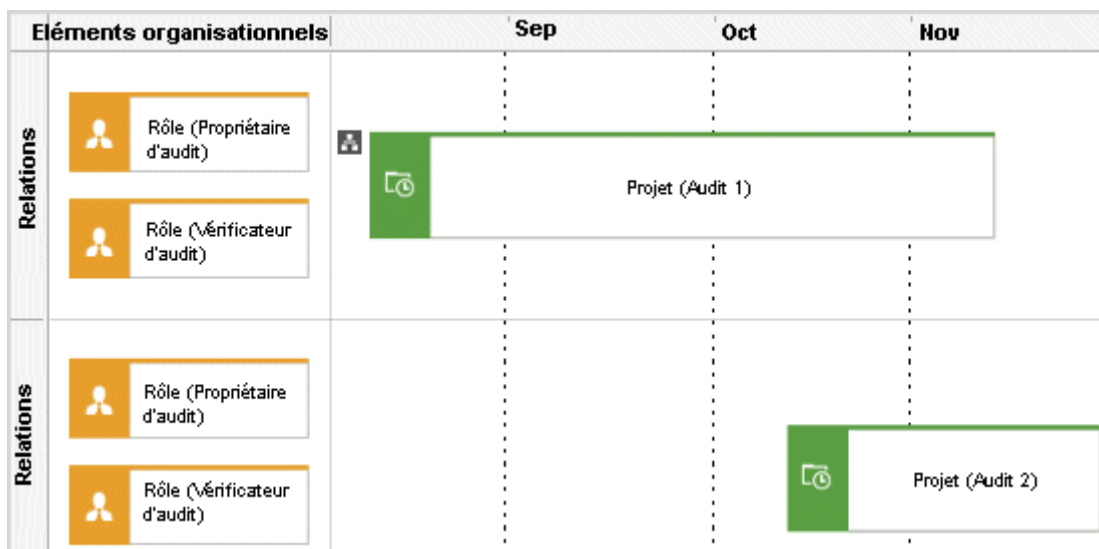 Eléments organisationnels
Sep
Oct
Nov
Relations
Rôle (Propriétaire
d'audit)
Rôle (Vérificateur
d'audit)
Projet (Audit 1)
Relations
Rôle (Propriétaire
d'audit)
Rôle (Vérificateur
d'audit)
Projet (Audit 2)